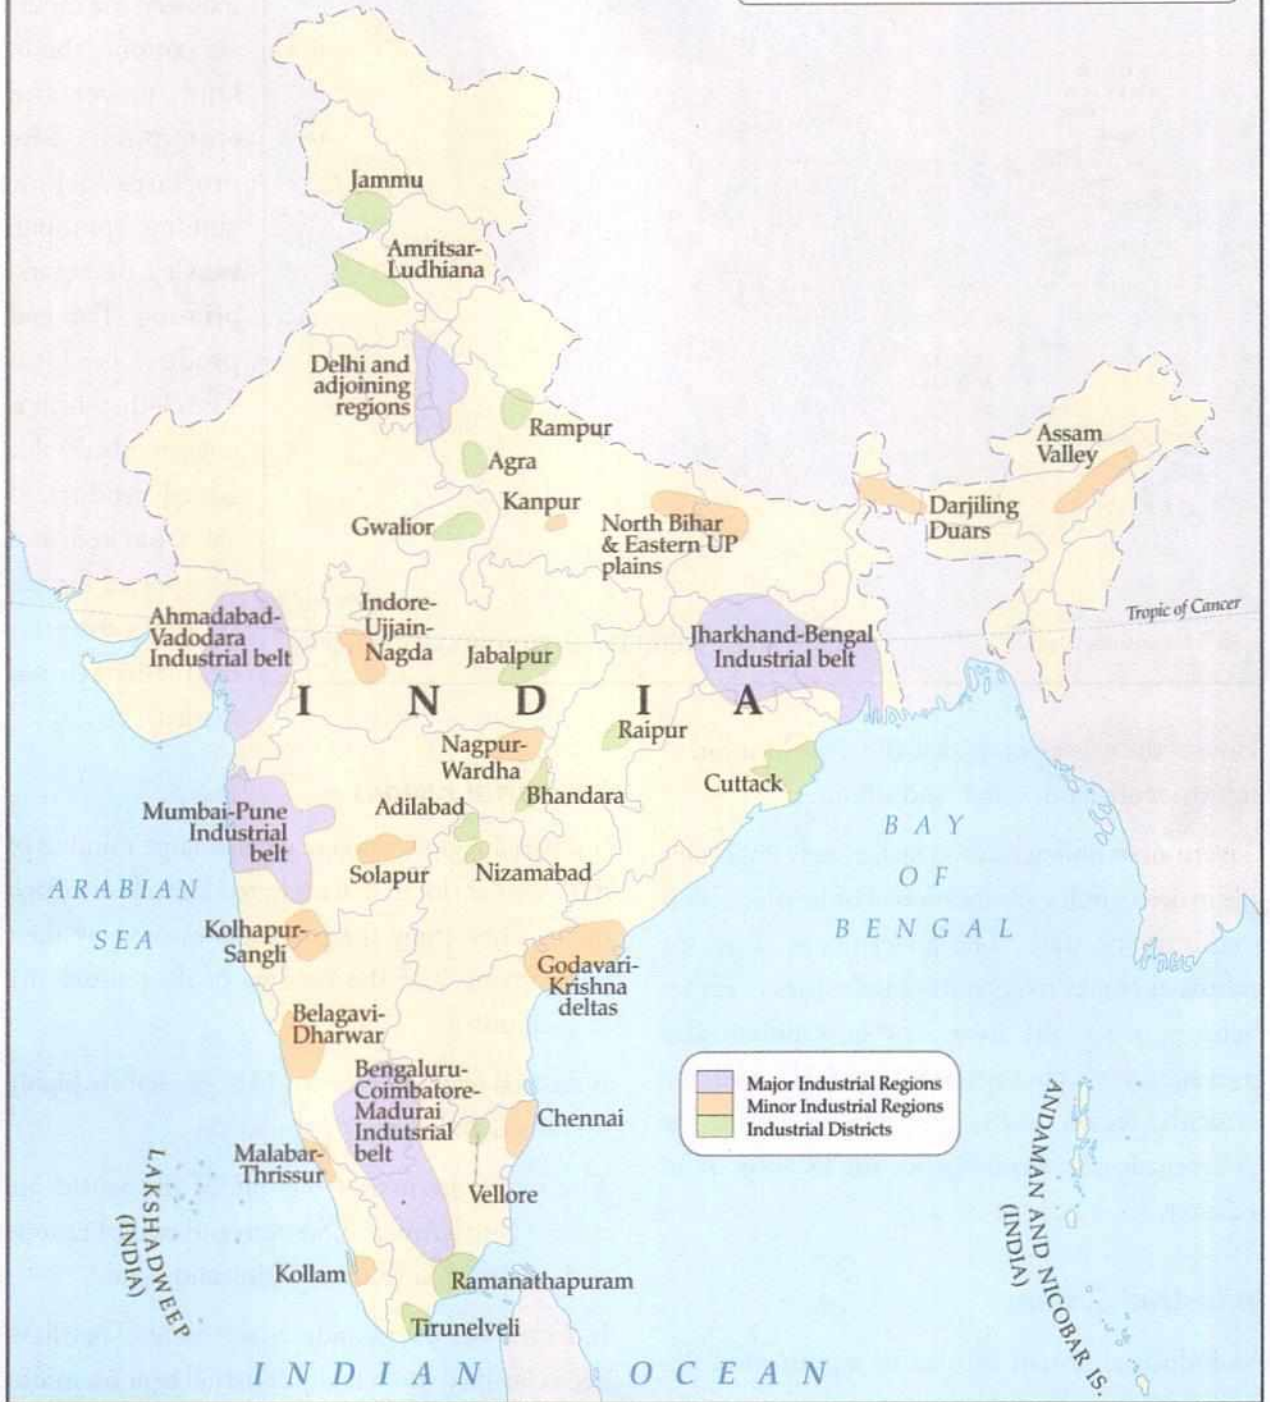 Jammu
Amritsar-
Ludhiana
Delhi and
adjoining
regions
Rampur
Agra
Kanpur
Gwalior
North Bihar
& Eastern UP
plains
Assam
Valley
Darjiling
Duars
Tropic of Cancer
Ahmadabad-
Vadodara
Industrial belt
Indore-
Ujjain-
Nagda
Jabalpur
Jharkhand-Bengal
Industrial belt
I N D I A
Raipur
Nagpur-
Wardha
Bhandara
Cuttack
Mumbai-Pune
Industrial
belt
Adilabad
Solapur
Nizamabad
ARABIAN
SEA
BAY
OF
BENGAL
Kolhapur-
Sangli
Godavari-
Krishna
deltas
Belagavi-
Dharwar
Bengaluru-
Coimbatore-
Madurai
Indutsrial
belt
Chennai
Major Industrial Regions
Minor Industrial Regions
Industrial Districts
Malabar-
Thrissur
Vellore
LAKSHADWEEP
(INDIA)
ANDAMAN AND NICOBAR IS.
(INDIA)
Kollam
Ramanathapuram
Tirunelveli
INDIAN OCEAN